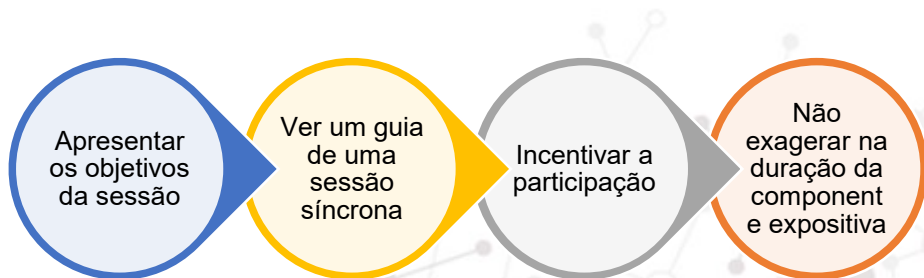 Apresentar
os objetivos
da sessão
Ver um guia
de uma
sessão
síncrona
Incentivar a
participação
Não
exagerar na
duração da
component
e expositiva